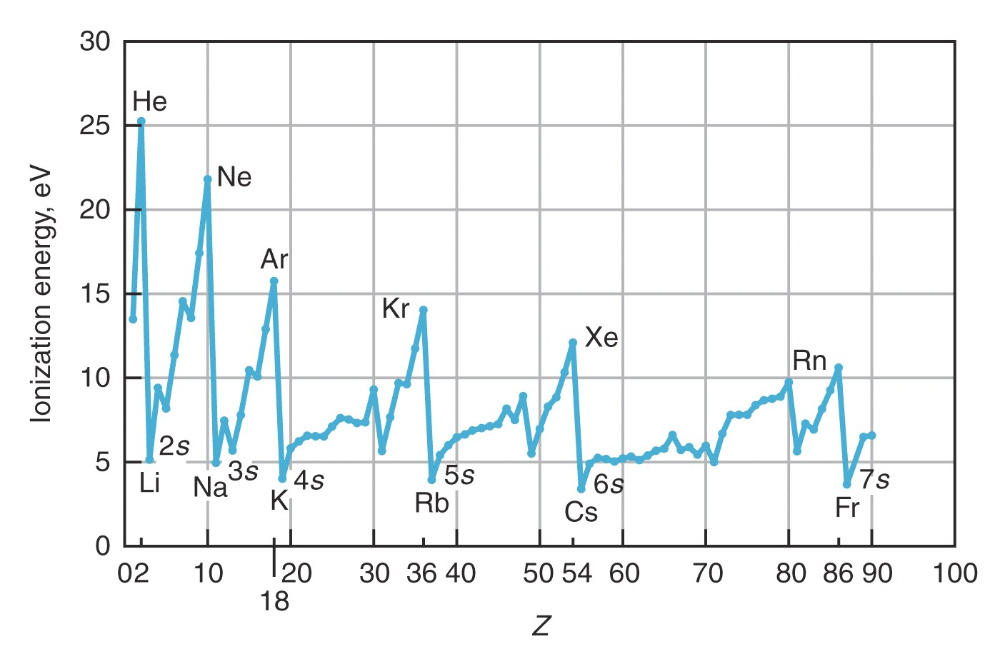 Ionization energy, eV
30
25
20
15
10
5
0
He
Ne
Ar
Kr
Xe
Rn
2s
Li
3s
Na
4s
K
5s
Rb
6s
Cs
7s
Fr
02 10 20 30 36 40 50 54 60 70 80 86 90 100
18
Z